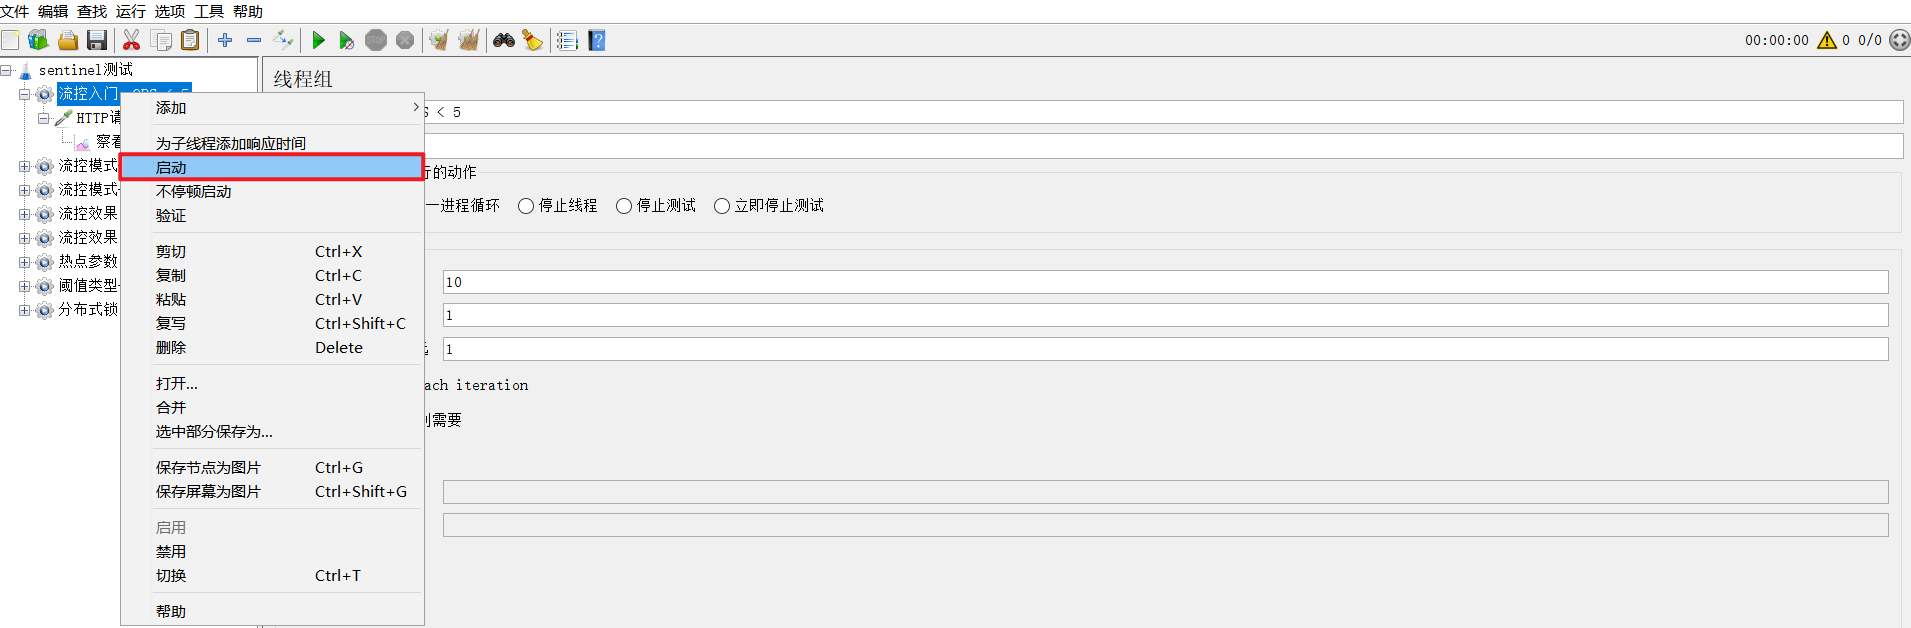 文件 编辑 查找 运行 选项 工具 帮助
00:00:00 0 0/0
sentinel测试
线程组
流控入门
添加
S < 5
HTTP请
察看
为子线程添加响应时间
流控模式
启动
行的动作
流控模式-
不停顿启动
一进程循环 停止线程 停止测试 立即停止测试
流控效果
验证
流控效果
剪切 Ctrl+X
热点参数
复制 Ctrl+C
10
阈值类型-
粘贴 Ctrl+V
分布式锁
复写 Ctrl+Shift+C
1
删除 Delete
1
打开...
ach iteration
合并
则需要
选中部分保存为...
保存节点为图片 Ctrl+G
保存屏幕为图片 Ctrl+Shift+G
启用
禁用
切换 Ctrl+T
帮助